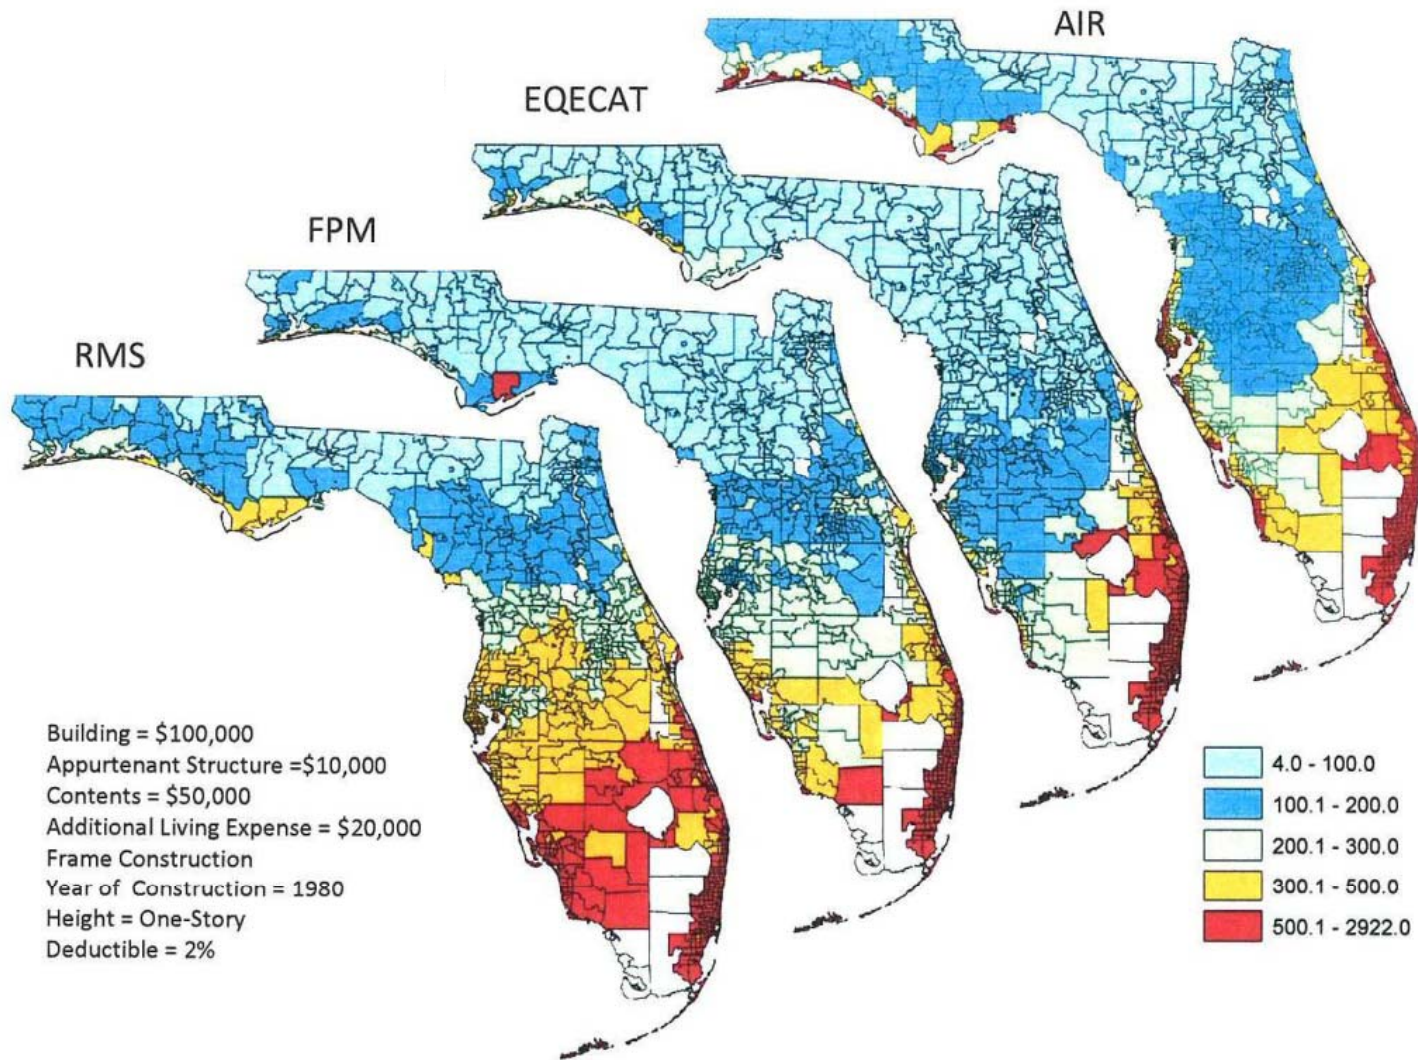 AIR
EQECAT
FPM
RMS
Building = $100,000
Appurtenant Structure =$10,000
Contents = $50,000
Additional Living Expense = $20,000
Frame Construction
Year of Construction = 1980
Height = One-Story
Deductible = 2%
4.0 - 100.0
100.1 - 200.0
200.1 - 300.0
300.1 - 500.0
500.1 - 2922.0